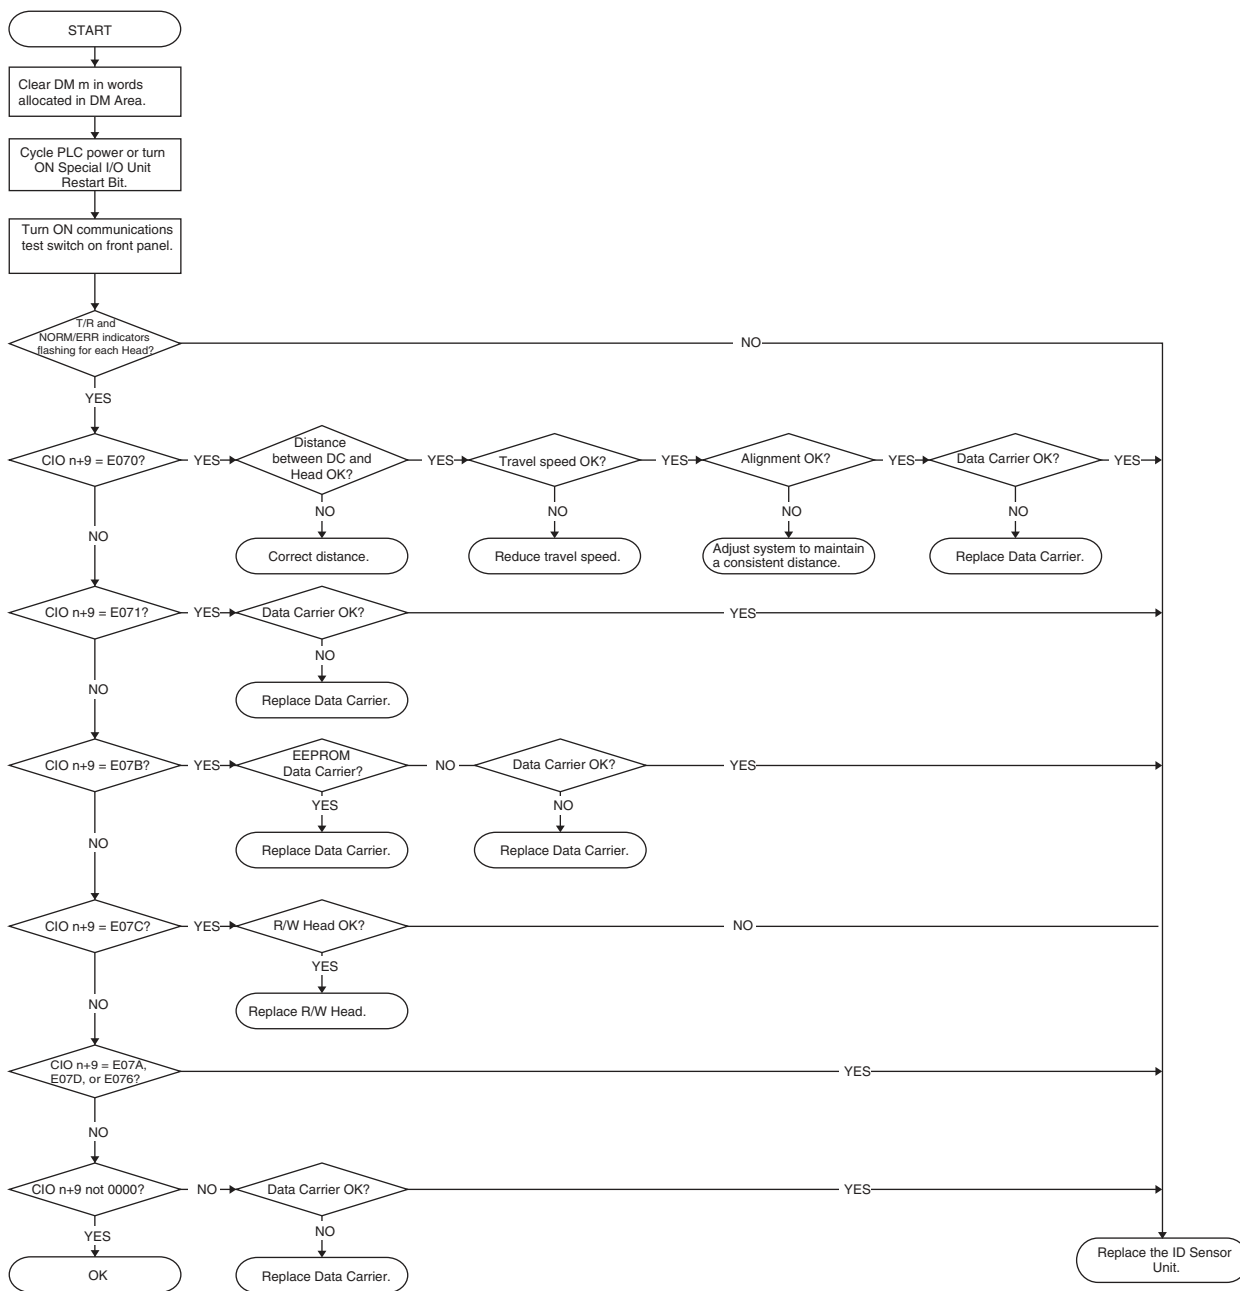 START
Clear DM m in words
allocated in DM Area.
Cycle PLC power or turn
ON Special I/O Unit
Restart Bit.
Turn ON communications
test switch on front panel.
T/R and
NORM/ERR indicators
flashing for each Head?
NO
YES
CIO n+9 = E070?
YES
Distance
between DC and
Head OK?
YES
Travel speed OK?
YES
Alignment OK?
YES
Data Carrier OK?
YES
NO
NO
NO
NO
NO
Correct distance.
Reduce travel speed.
Adjust system to maintain
a consistent distance.
Replace Data Carrier.
CIO n+9 = E071?
YES
Data Carrier OK?
YES
NO
NO
Replace Data Carrier.
CIO n+9 = E07B?
YES
EEPROM
Data Carrier?
NO
Data Carrier OK?
YES
YES
NO
NO
Replace Data Carrier.
Replace Data Carrier.
CIO n+9 = E07C?
YES
R/W Head OK?
NO
YES
NO
Replace R/W Head.
CIO n+9 = E07A,
E07D, or E076?
YES
NO
CIO n+9 not 0000?
NO
Data Carrier OK?
YES
YES
NO
OK
Replace Data Carrier.
Replace the ID Sensor
Unit.